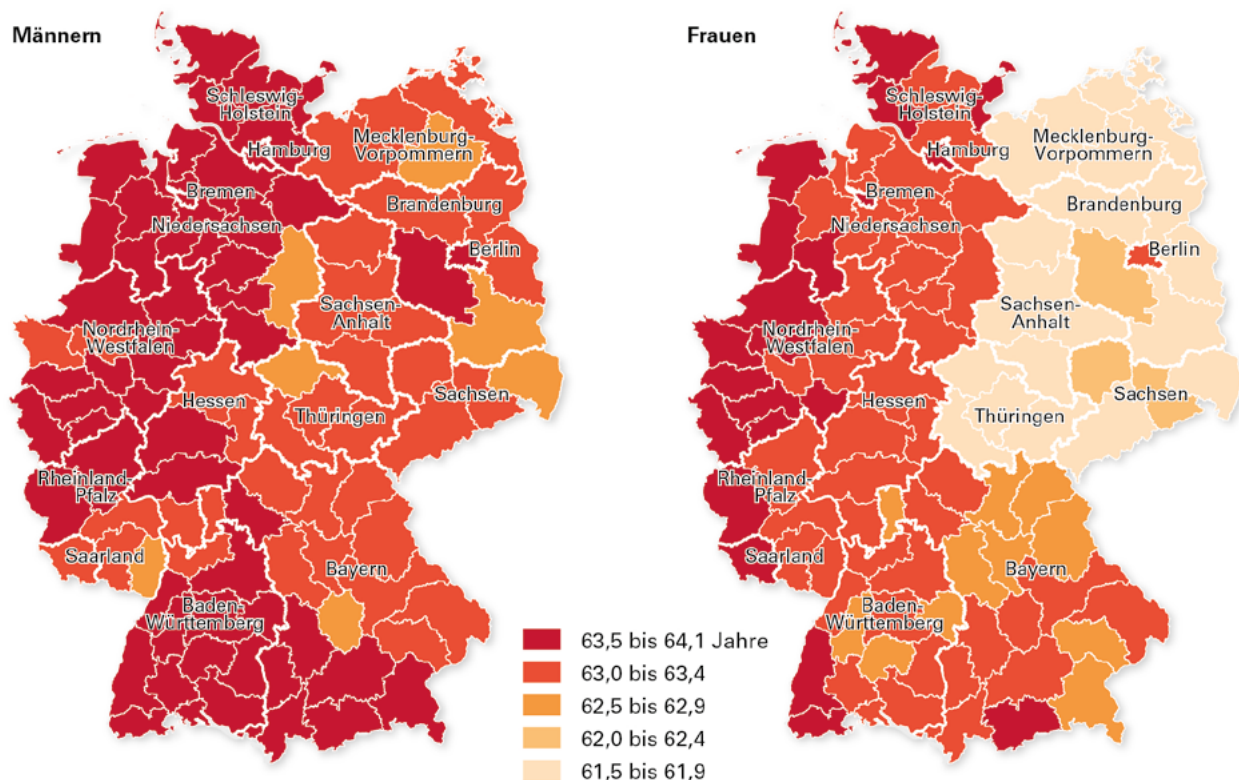 Männern
Schleswig-
Holstein
Mecklenburg-
Vorpommern
Hamburg
Bremen
Brandenburg
Niedersachsen
Berlin
Sachsen-
Anhalt
Nordrhein-
Westfalen
Hessen
Sachsen
Thüringen
Rheinland-
Pfalz
Saarland
Bayern
Baden-
Württemberg
63,5 bis 64,1 Jahre
63,0 bis 63,4
62,5 bis 62,9
62,0 bis 62,4
61,5 bis 61,9
Frauen
Schleswig-
Holstein
Mecklenburg-
Vorpommern
Hamburg
Bremen
Brandenburg
Niedersachsen
Berlin
Sachsen-
Anhalt
Nordrhein-
Westfalen
Hessen
Sachsen
Thüringen
Rheinland-
Pfalz
Saarland
Bayern
Baden-
Württemberg